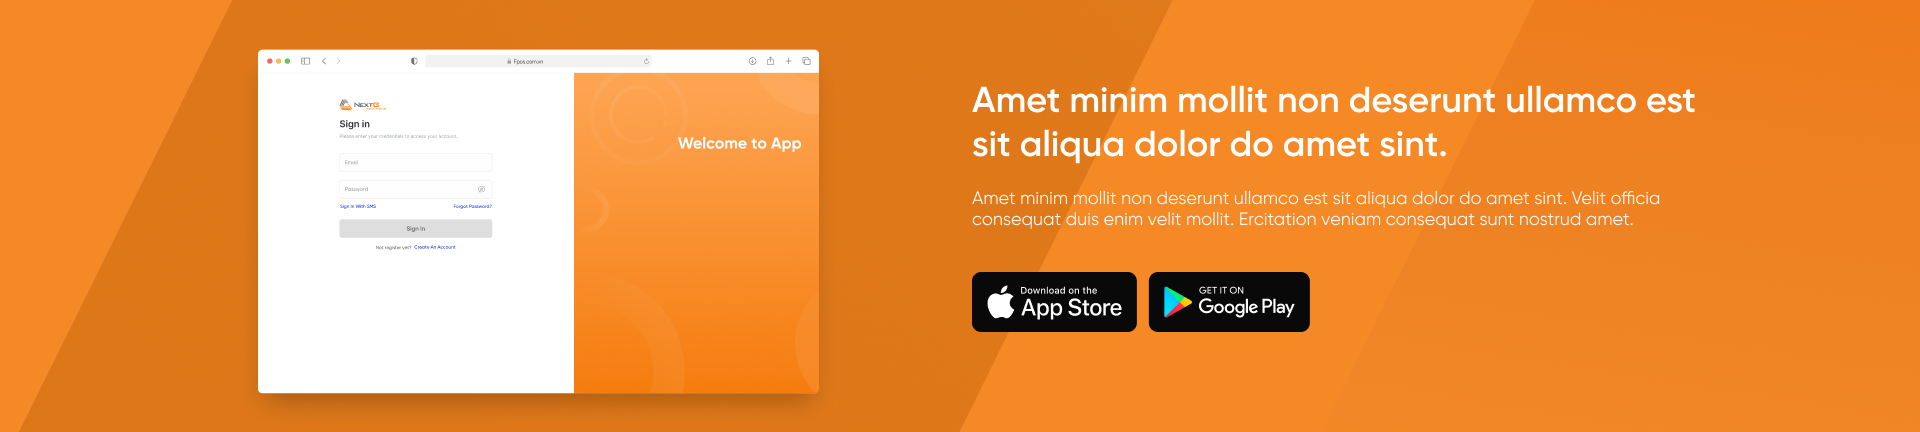 Fpos.com.vn
NEXTG
Sign in
Please enter your credentials to access your account.
Email
Password
Sign In With SMS
Forgot Password?
Sign In
Not register yet? Create An Account
Welcome to App
Amet minim mollit non deserunt ullamco est
sit aliqua dolor do amet sint.
Amet minim mollit non deserunt ullamco est sit aliqua dolor do amet sint. Velit officia
consequat duis enim velit mollit. Ercitation veniam consequat sunt nostrud amet.
Download on the
App Store
GET IT ON
Google Play